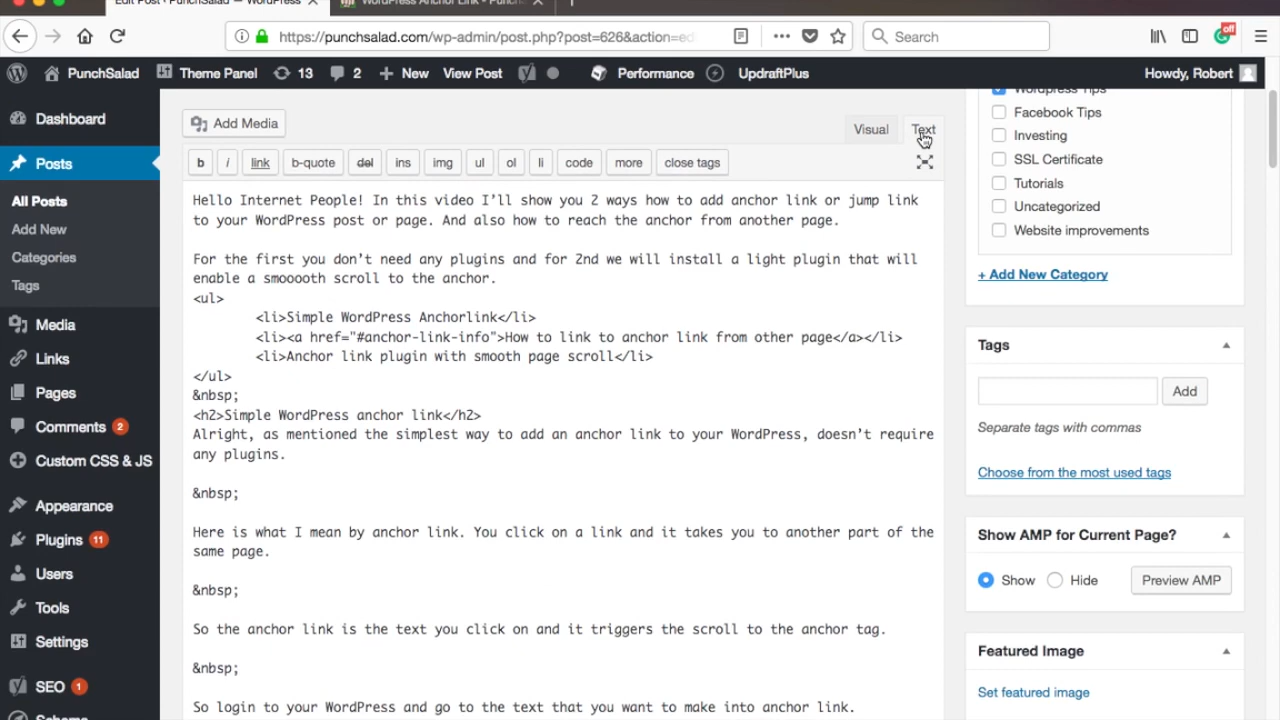 Edit Post ‹ PunchSalad — WordPress
WordPress Anchor Link - Punch
https://punchsalad.com/wp-admin/post.php?post=626&action=ed
Search
off
PunchSalad
Theme Panel
13
2
New
View Post
Performance
UpdraftPlus
Howdy, Robert
Dashboard
Posts
All Posts
Add New
Categories
Tags
Media
Links
Pages
Comments 2
Custom CSS & JS
Appearance
Plugins 11
Users
Tools
Settings
SEO 1
Add Media
Visual
Text
b
i
link
b-quote
del
ins
img
ul
ol
li
code
more
close tags
Hello Internet People! In this video I’ll show you 2 ways how to add anchor link or jump link
to your WordPress post or page. And also how to reach the anchor from another page.
For the first you don’t need any plugins and for 2nd we will install a light plugin that will
enable a smooooth scroll to the anchor.
<ul>
<li>Simple WordPress Anchorlink</li>
<li><a href="#anchor-link-info">How to link to anchor link from other page</a></li>
<li>Anchor link plugin with smooth page scroll</li>
</ul>
&nbsp;
<h2>Simple WordPress anchor link</h2>
Alright, as mentioned the simplest way to add an anchor link to your WordPress, doesn’t require
any plugins.
&nbsp;
Here is what I mean by anchor link. You click on a link and it takes you to another part of the
same page.
&nbsp;
So the anchor link is the text you click on and it triggers the scroll to the anchor tag.
&nbsp;
So login to your WordPress and go to the text that you want to make into anchor link.
Wordpress Tips
Facebook Tips
Investing
SSL Certificate
Tutorials
Uncategorized
Website improvements
+ Add New Category
Tags
Add
Separate tags with commas
Choose from the most used tags
Show AMP for Current Page?
Show
Hide
Preview AMP
Featured Image
Set featured image